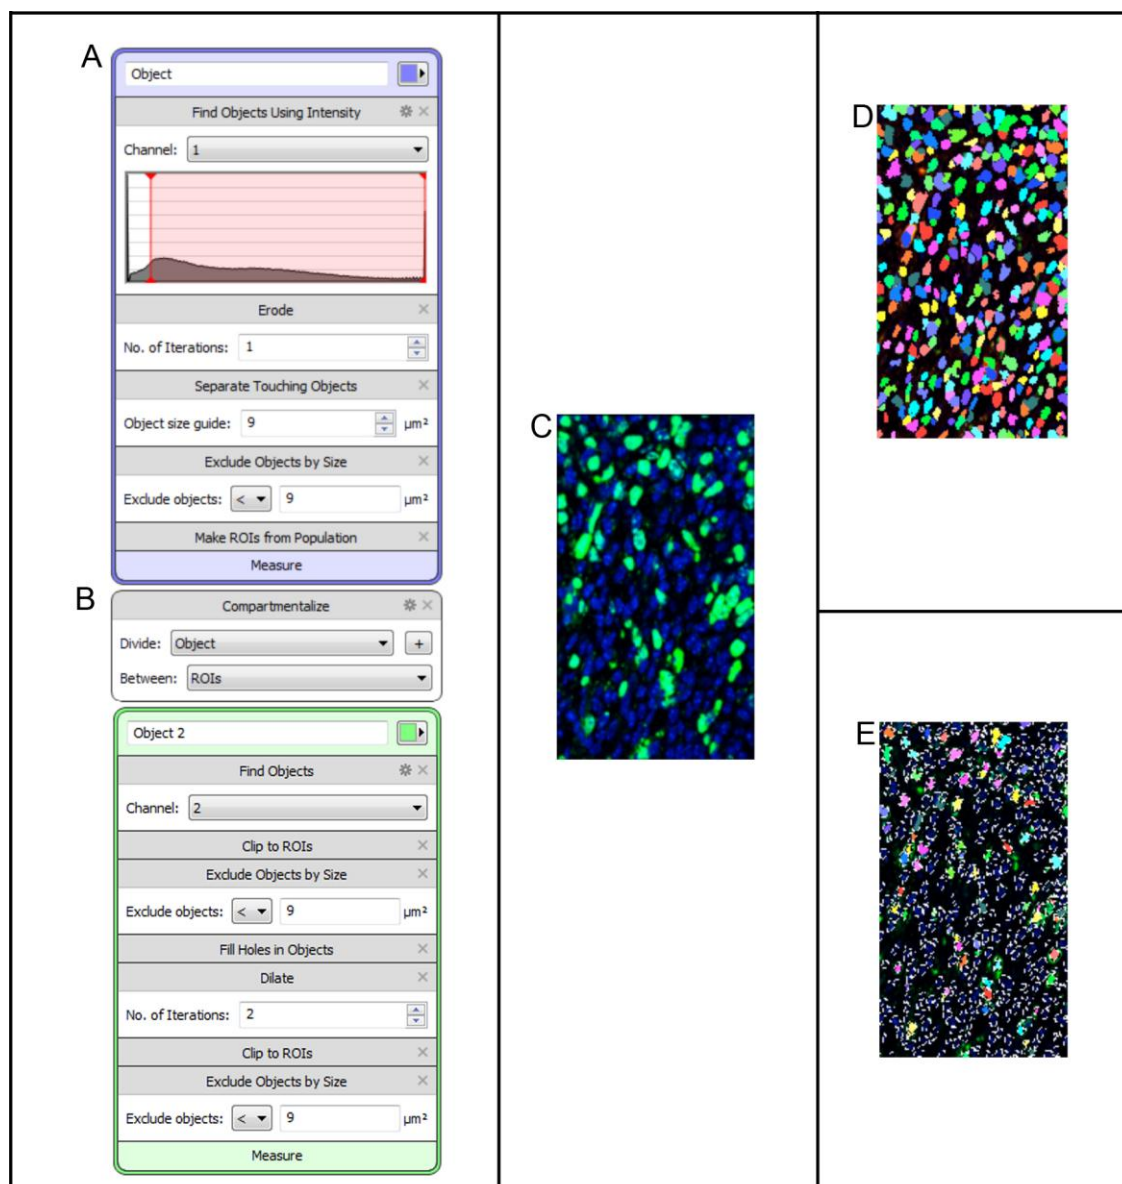 A
Object
Find Objects Using Intensity
Channel: 1
Erode
No. of Iterations: 1
Separate Touching Objects
Object size guide: 9 µm²
Exclude Objects by Size
Exclude objects: < 9 µm²
Make ROIs from Population
Measure
B
Compartmentalize
Divide: Object +
Between: ROIs
Object 2
Find Objects
Channel: 2
Clip to ROIs
Exclude Objects by Size
Exclude objects: < 9 µm²
Fill Holes in Objects
Dilate
No. of Iterations: 2
Clip to ROIs
Exclude Objects by Size
Exclude objects: < 9 µm²
Measure
C
D
E